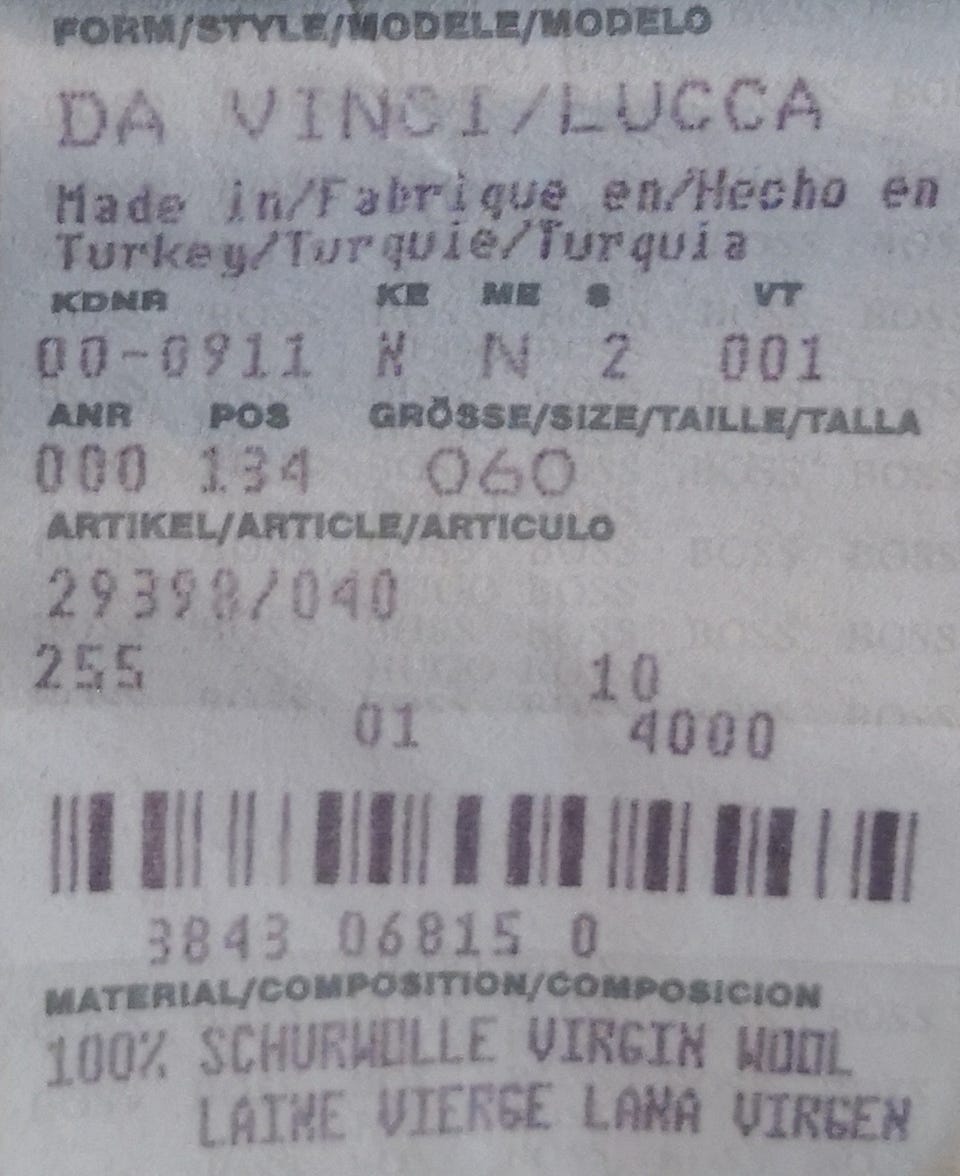 FORM/STYLE/MODELE/MODELO
DA VINCI/LUCCA
Made in/Fabrique en/Hecho en
Turkey/Turquie/Turquia
KDNR KE ME S VT
00-0911 N N 2 001
ANR POS GRÖSSE/SIZE/TAILLE/TALLA
000 134 060
ARTIKEL/ARTICLE/ARTICULO
29398/040
255 10
01 4000
3843 06815 0
MATERIAL/COMPOSITION/COMPOSICION
100% SCHURWOLLE VIRGIN WOOL
LAINE VIERGE LANA VIRGEN